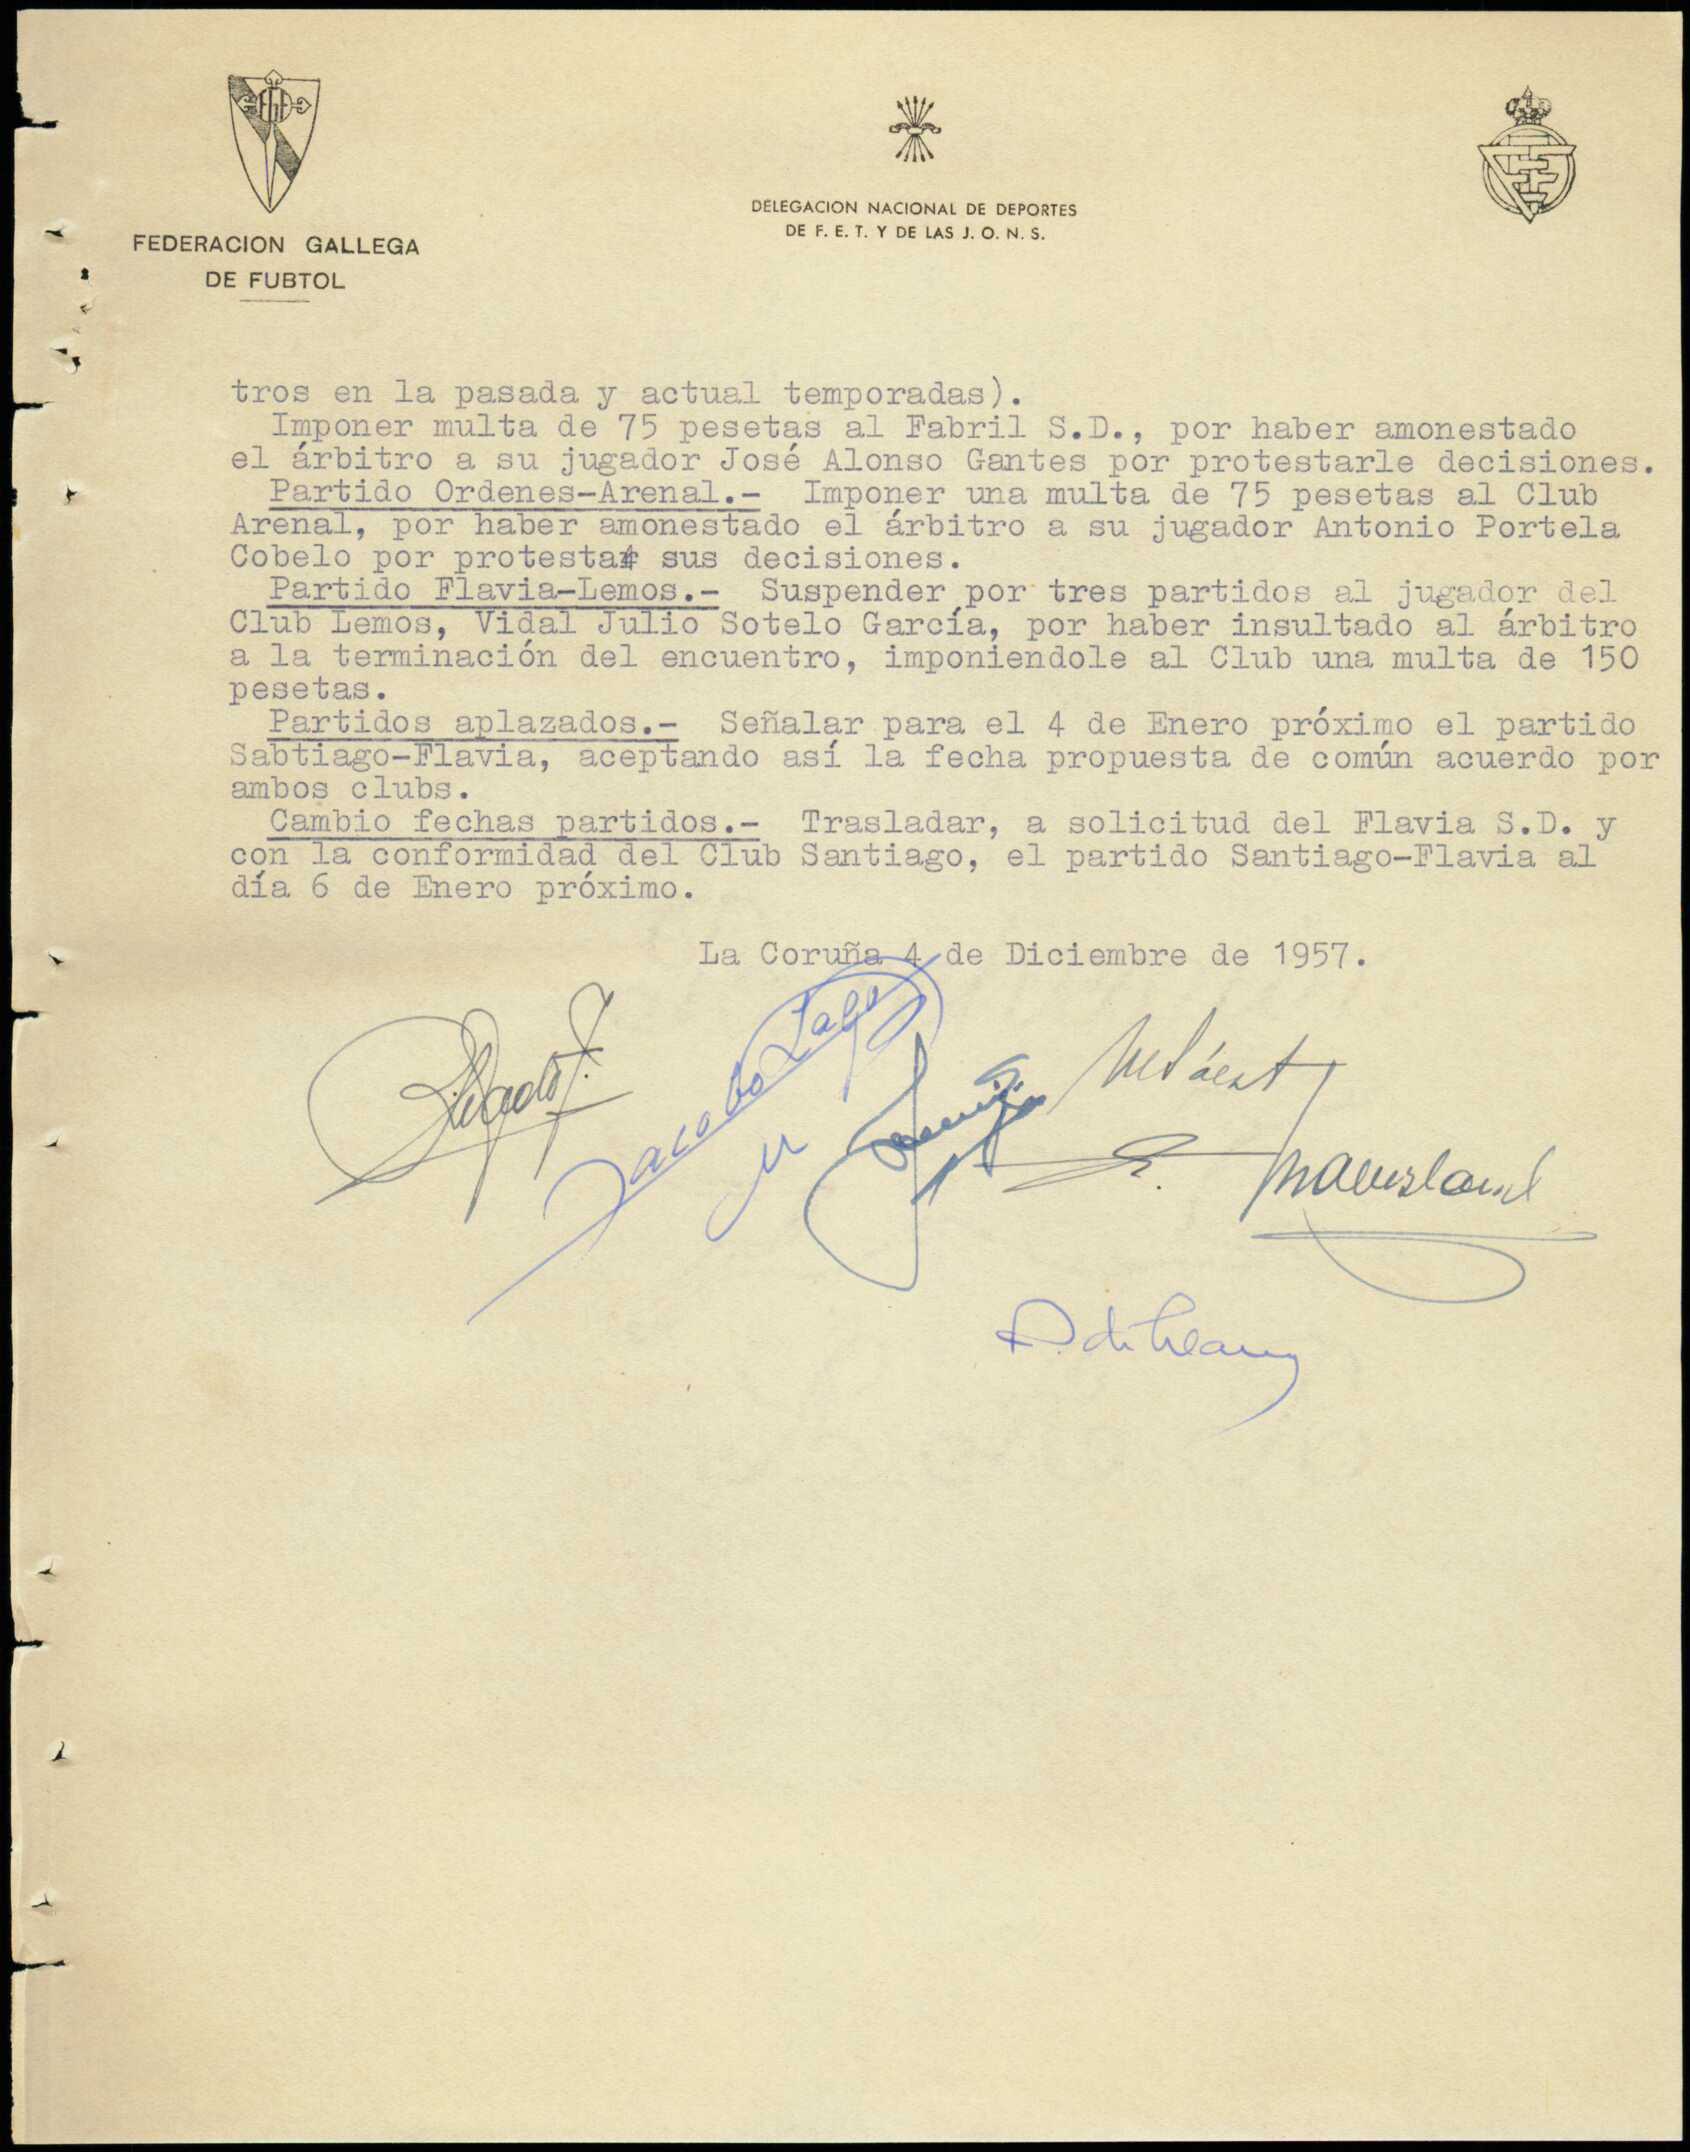 FEDERACION GALLEGA
DE FUBTOL
DELEGACION NACIONAL DE DEPORTES
DE F. E. T. Y DE LAS J. O. N. S.
tros en la pasada y actual temporadas).
Imponer multa de 75 pesetas al Fabril S.D., por haber amonestado
el árbitro a su jugador José Alonso Gantes por protestarle decisiones.
Partido Ordenes-Arenal.- Imponer una multa de 75 pesetas al Club
Arenal, por haber amonestado el árbitro a su jugador Antonio Portela
Cobelo por protestar sus decisiones.
Partido Flavia-Lemos.- Suspender por tres partidos al jugador del
Club Lemos, Vidal Julio Sotelo García, por haber insultado al árbitro
a la terminación del encuentro, imponiendole al Club una multa de 150
pesetas.
Partidos aplazados.- Señalar para el 4 de Enero próximo el partido
Sabtiago-Flavia, aceptando así la fecha propuesta de común acuerdo por
ambos clubs.
Cambio fechas partidos.- Trasladar, a solicitud del Flavia S.D. y
con la conformidad del Club Santiago, el partido Santiago-Flavia al
día 6 de Enero próximo.
La Coruña 4 de Diciembre de 1957.
Jacobo Lago